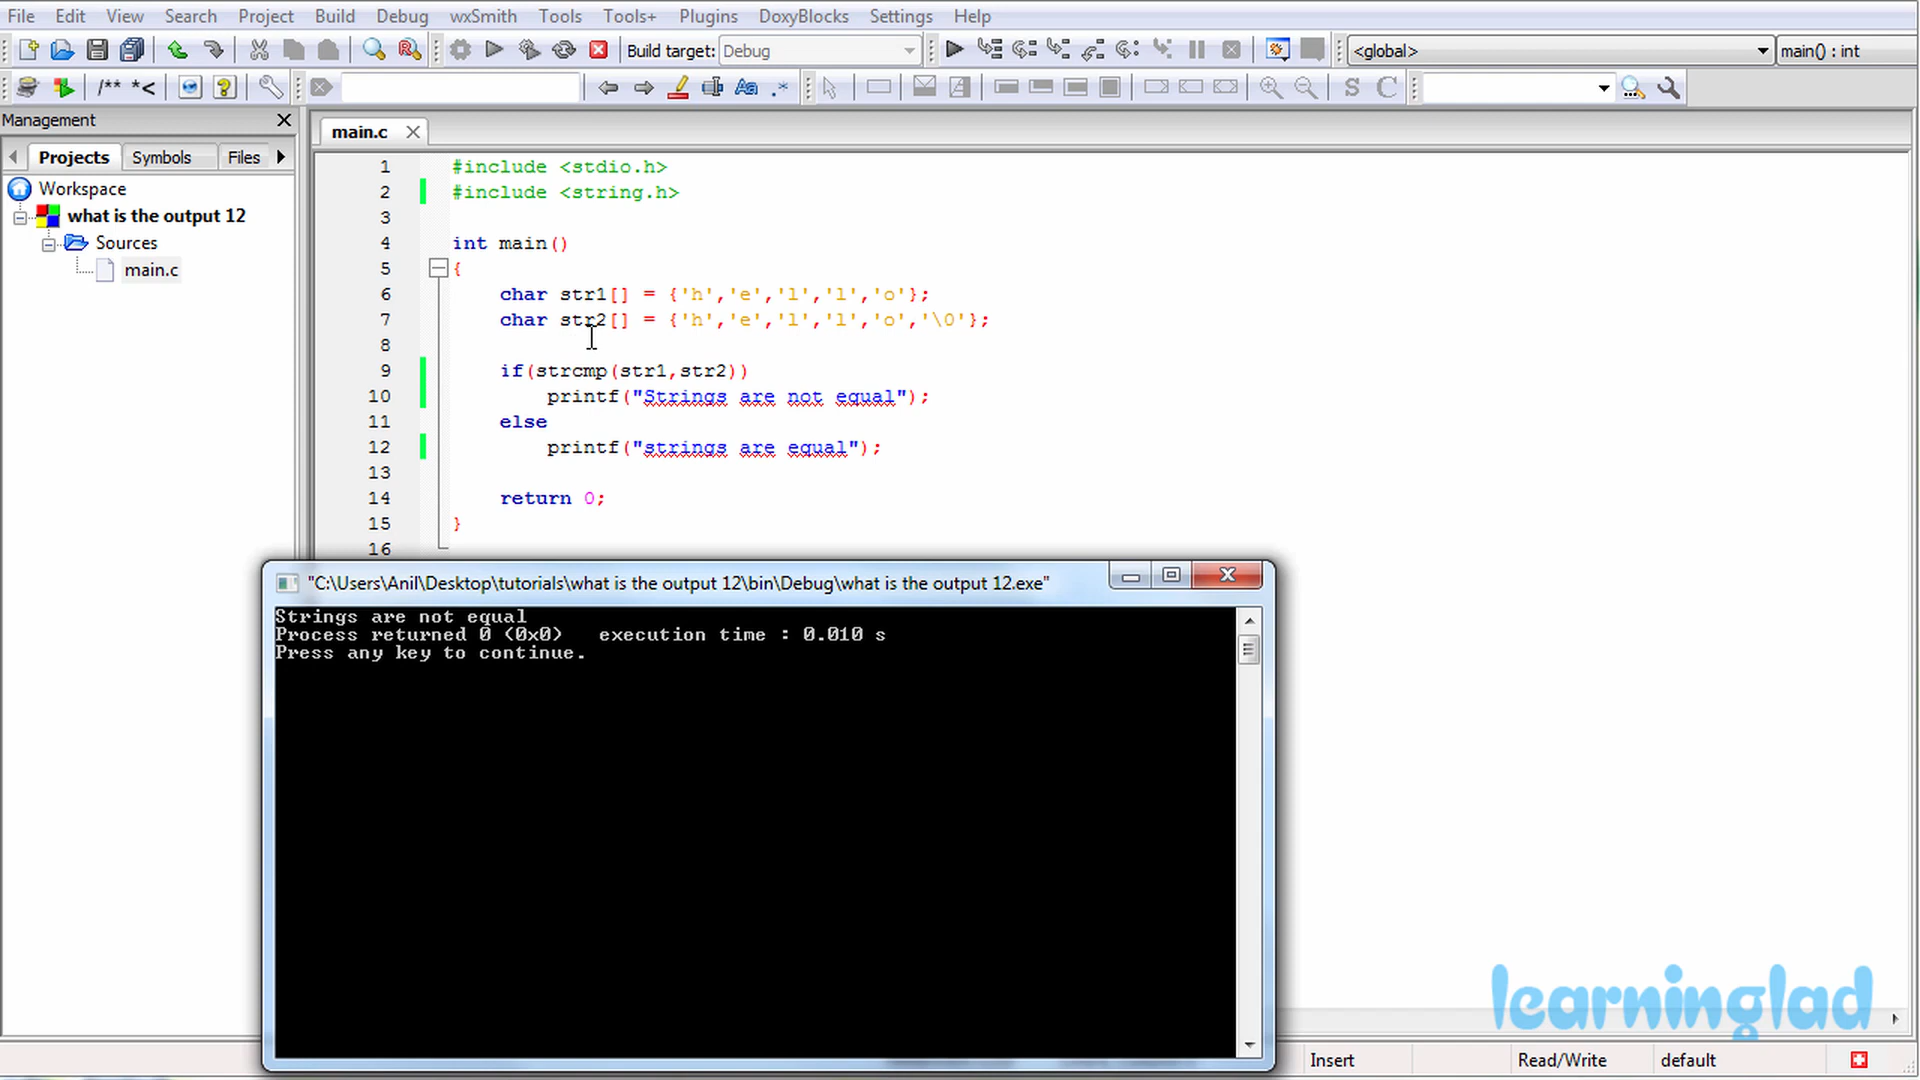 File Edit View Search Project Build Debug wxSmith Tools Tools+ Plugins DoxyBlocks Settings Help
Build target: Debug <global> main() : int
/** *< Aa .* S C
Management
main.c
Projects Symbols Files
Workspace
what is the output 12
Sources
main.c
1 #include <stdio.h>
2 #include <string.h>
3
4 int main()
5 {
6 char str1[] = {'h','e','l','l','o'};
7 char str2[] = {'h','e','l','l','o','\0'};
8
9 if(strcmp(str1,str2))
10 printf("Strings are not equal");
11 else
12 printf("strings are equal");
13
14 return 0;
15 }
16
"C:\Users\Anil\Desktop\tutorials\what is the output 12\bin\Debug\what is the output 12.exe"
Strings are not equal
Process returned 0 (0x0) execution time : 0.010 s
Press any key to continue.
learninglad
Insert Read/Write default